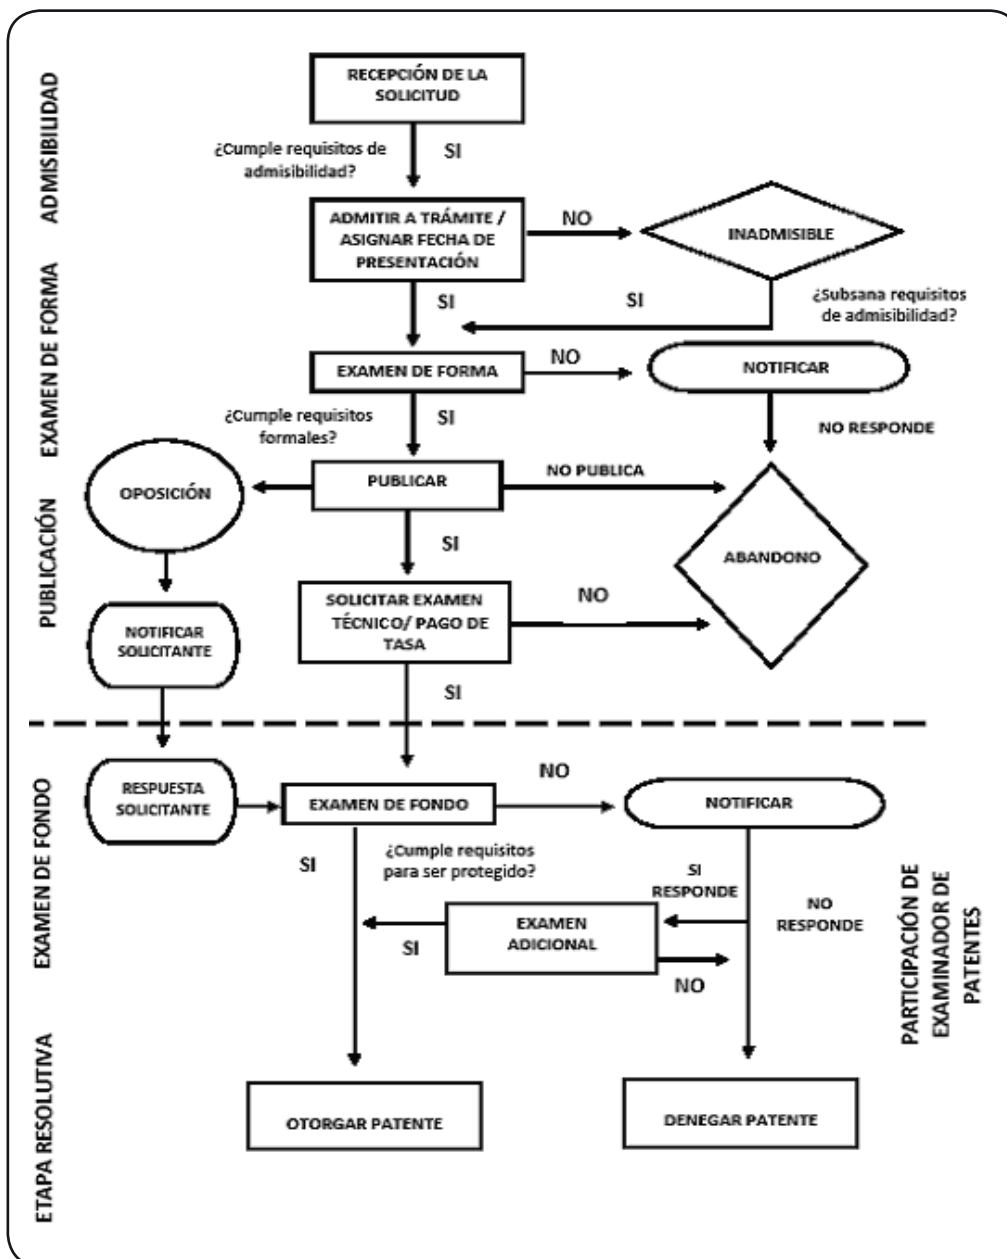 ADMISIBILIDAD
RECEPCIÓN DE LA
SOLICITUD
¿Cumple requisitos de
admisibilidad?
SI
ADMITIR A TRÁMITE /
ASIGNAR FECHA DE
PRESENTACIÓN
NO
INADMISIBLE
SI
SI
¿Subsana requisitos
de admisibilidad?
EXAMEN DE FORMA
EXAMEN DE FORMA
NO
NOTIFICAR
¿Cumple requisitos
formales?
SI
NO RESPONDE
PUBLICACIÓN
OPOSICIÓN
PUBLICAR
NO PUBLICA
ABANDONO
SI
NOTIFICAR
SOLICITANTE
SOLICITAR EXAMEN
TÉCNICO/ PAGO DE
TASA
NO
SI
EXAMEN DE FONDO
RESPUESTA
SOLICITANTE
EXAMEN DE FONDO
NO
NOTIFICAR
SI
¿Cumple requisitos
para ser protegido?
SI
RESPONDE
NO
RESPONDE
EXAMEN
ADICIONAL
SI
NO
PARTICIPACIÓN DE
EXAMINADOR DE
PATENTES
ETAPA RESOLUTIVA
OTORGAR PATENTE
DENEGAR PATENTE